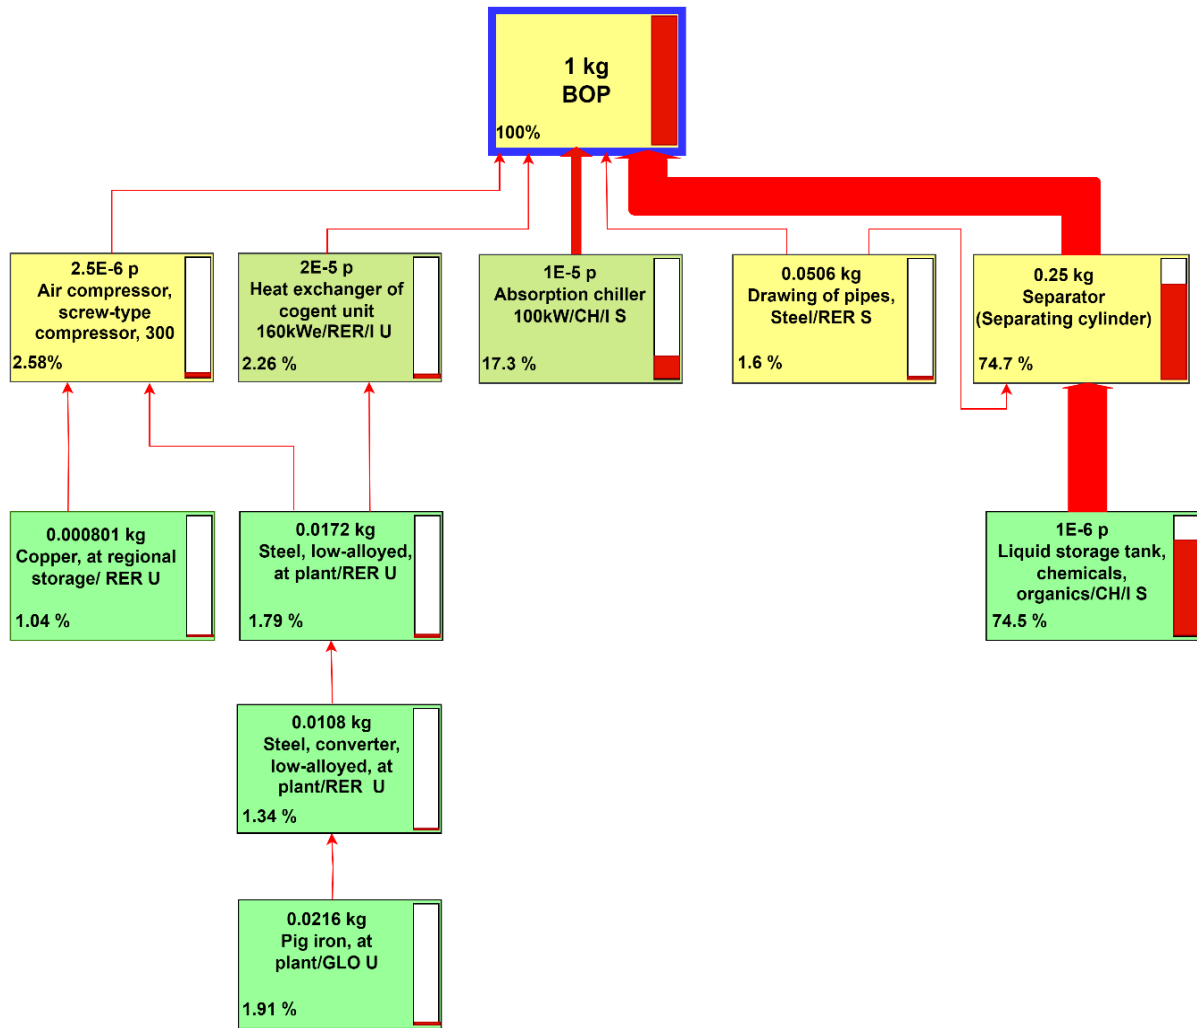 1 kg
BOP
100%
2.5E-6 p
Air compressor,
screw-type
compressor, 300
2.58%
2E-5 p
Heat exchanger of
cogent unit
160kWe/RER/I U
2.26 %
1E-5 p
Absorption chiller
100kW/CH/I S
17.3 %
0.0506 kg
Drawing of pipes,
Steel/RER S
1.6 %
0.25 kg
Separator
(Separating cylinder)
74.7 %
0.000801 kg
Copper, at regional
storage/ RER U
1.04 %
0.0172 kg
Steel, low-alloyed,
at plant/RER U
1.79 %
1E-6 p
Liquid storage tank,
chemicals,
organics/CH/I S
74.5 %
0.0108 kg
Steel, converter,
low-alloyed, at
plant/RER U
1.34 %
0.0216 kg
Pig iron, at
plant/GLO U
1.91 %